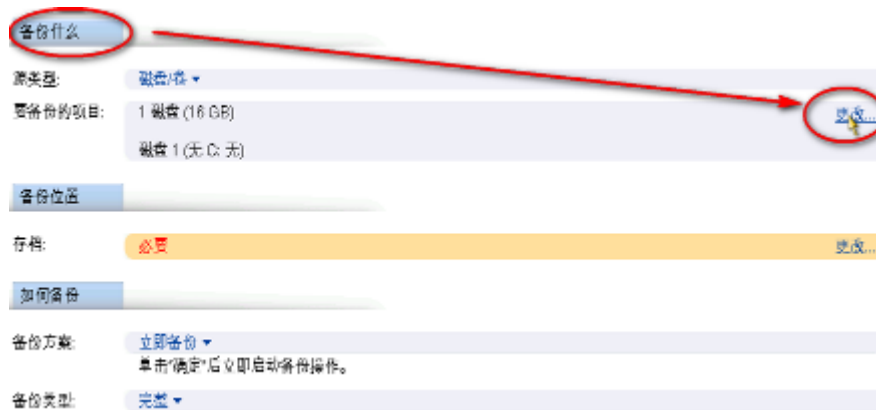 备份什么
源类型: 磁盘/卷
要备份的项目: 1 磁盘 (16 GB) 更改...
磁盘 1 (无 C: 无)
备份位置
存档: 必要 更改...
如何备份
备份方案: 立即备份
单击"确定"后立即启动备份操作。
备份类型: 完整